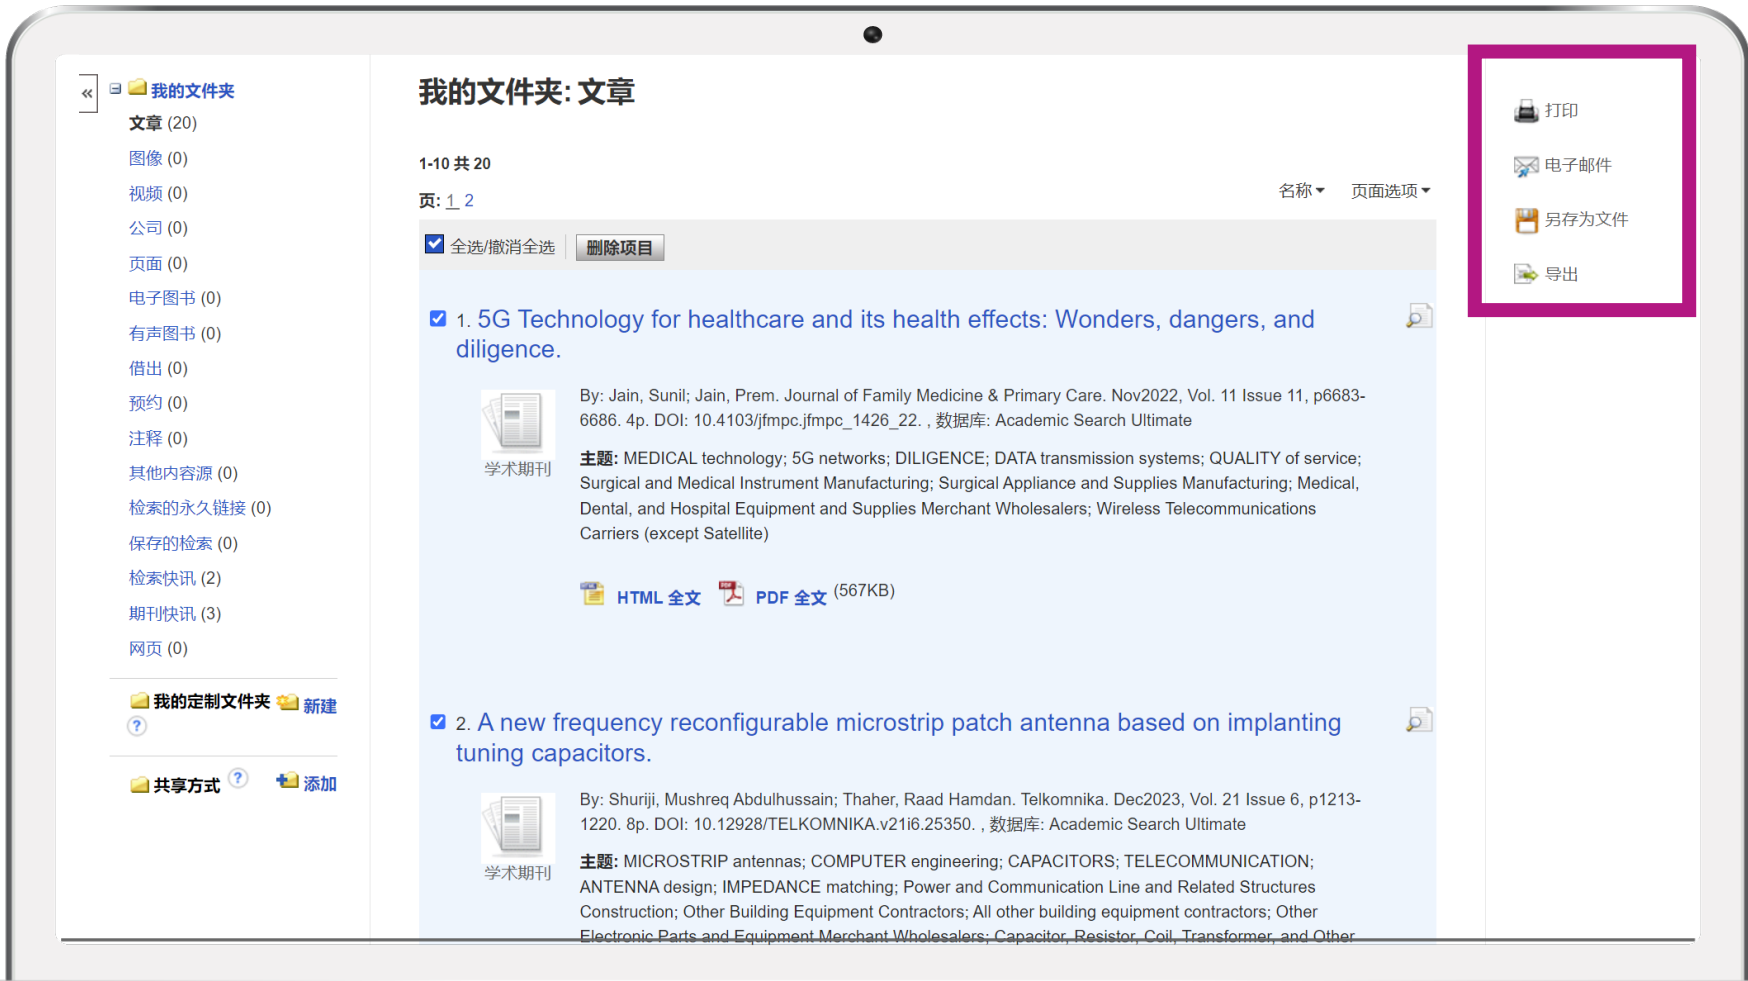 «
我的文件夹
文章 (20)
图像 (0)
视频 (0)
公司 (0)
页面 (0)
电子图书 (0)
有声图书 (0)
借出 (0)
预约 (0)
注释 (0)
其他内容源 (0)
检索的永久链接 (0)
保存的检索 (0)
检索快讯 (2)
期刊快讯 (3)
网页 (0)
我的定制文件夹 新建
?
共享方式 ? 添加
我的文件夹: 文章
1-10 共 20
页: 1 2
名称 页面选项
全选/撤消全选 删除项目
1. 5G Technology for healthcare and its health effects: Wonders, dangers, and
diligence.
学术期刊
By: Jain, Sunil; Jain, Prem. Journal of Family Medicine & Primary Care. Nov2022, Vol. 11 Issue 11, p6683-
6686. 4p. DOI: 10.4103/jfmpc.jfmpc_1426_22. , 数据库: Academic Search Ultimate
主题: MEDICAL technology; 5G networks; DILIGENCE; DATA transmission systems; QUALITY of service;
Surgical and Medical Instrument Manufacturing; Surgical Appliance and Supplies Manufacturing; Medical,
Dental, and Hospital Equipment and Supplies Merchant Wholesalers; Wireless Telecommunications
Carriers (except Satellite)
HTML 全文 PDF 全文 (567KB)
2. A new frequency reconfigurable microstrip patch antenna based on implanting
tuning capacitors.
学术期刊
By: Shuriji, Mushreq Abdulhussain; Thaher, Raad Hamdan. Telkomnika. Dec2023, Vol. 21 Issue 6, p1213-
1220. 8p. DOI: 10.12928/TELKOMNIKA.v21i6.25350. , 数据库: Academic Search Ultimate
主题: MICROSTRIP antennas; COMPUTER engineering; CAPACITORS; TELECOMMUNICATION;
ANTENNA design; IMPEDANCE matching; Power and Communication Line and Related Structures
Construction; Other Building Equipment Contractors; All other building equipment contractors; Other
Electronic Parts and Equipment Merchant Wholesalers; Capacitor, Resistor, Coil, Transformer, and Other
打印
电子邮件
另存为文件
导出